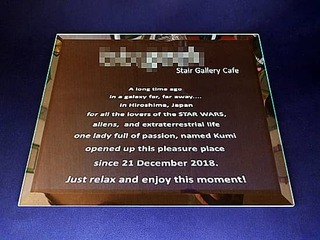 Stair Gallery Cafe
A long time ago
in a galaxy far, far away....
in Hiroshima, Japan
for all the lovers of the STAR WARS,
aliens, and extraterrestrial life
one lady full of passion, named Kumi
opened up this pleasure place
since 21 December 2018.
Just relax and enjoy this moment!